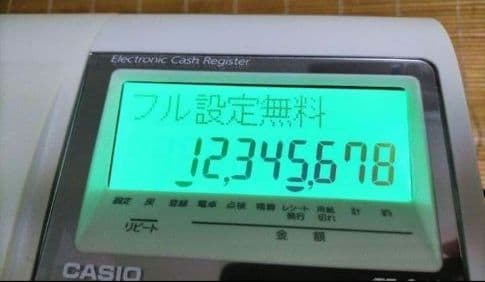 Electronic Cash Register
フル設定無料
12,345,678
設定 戻 登録 電卓 点検 精算 レシート発行 用紙切れ 計 釣
リピート 金額
CASIO